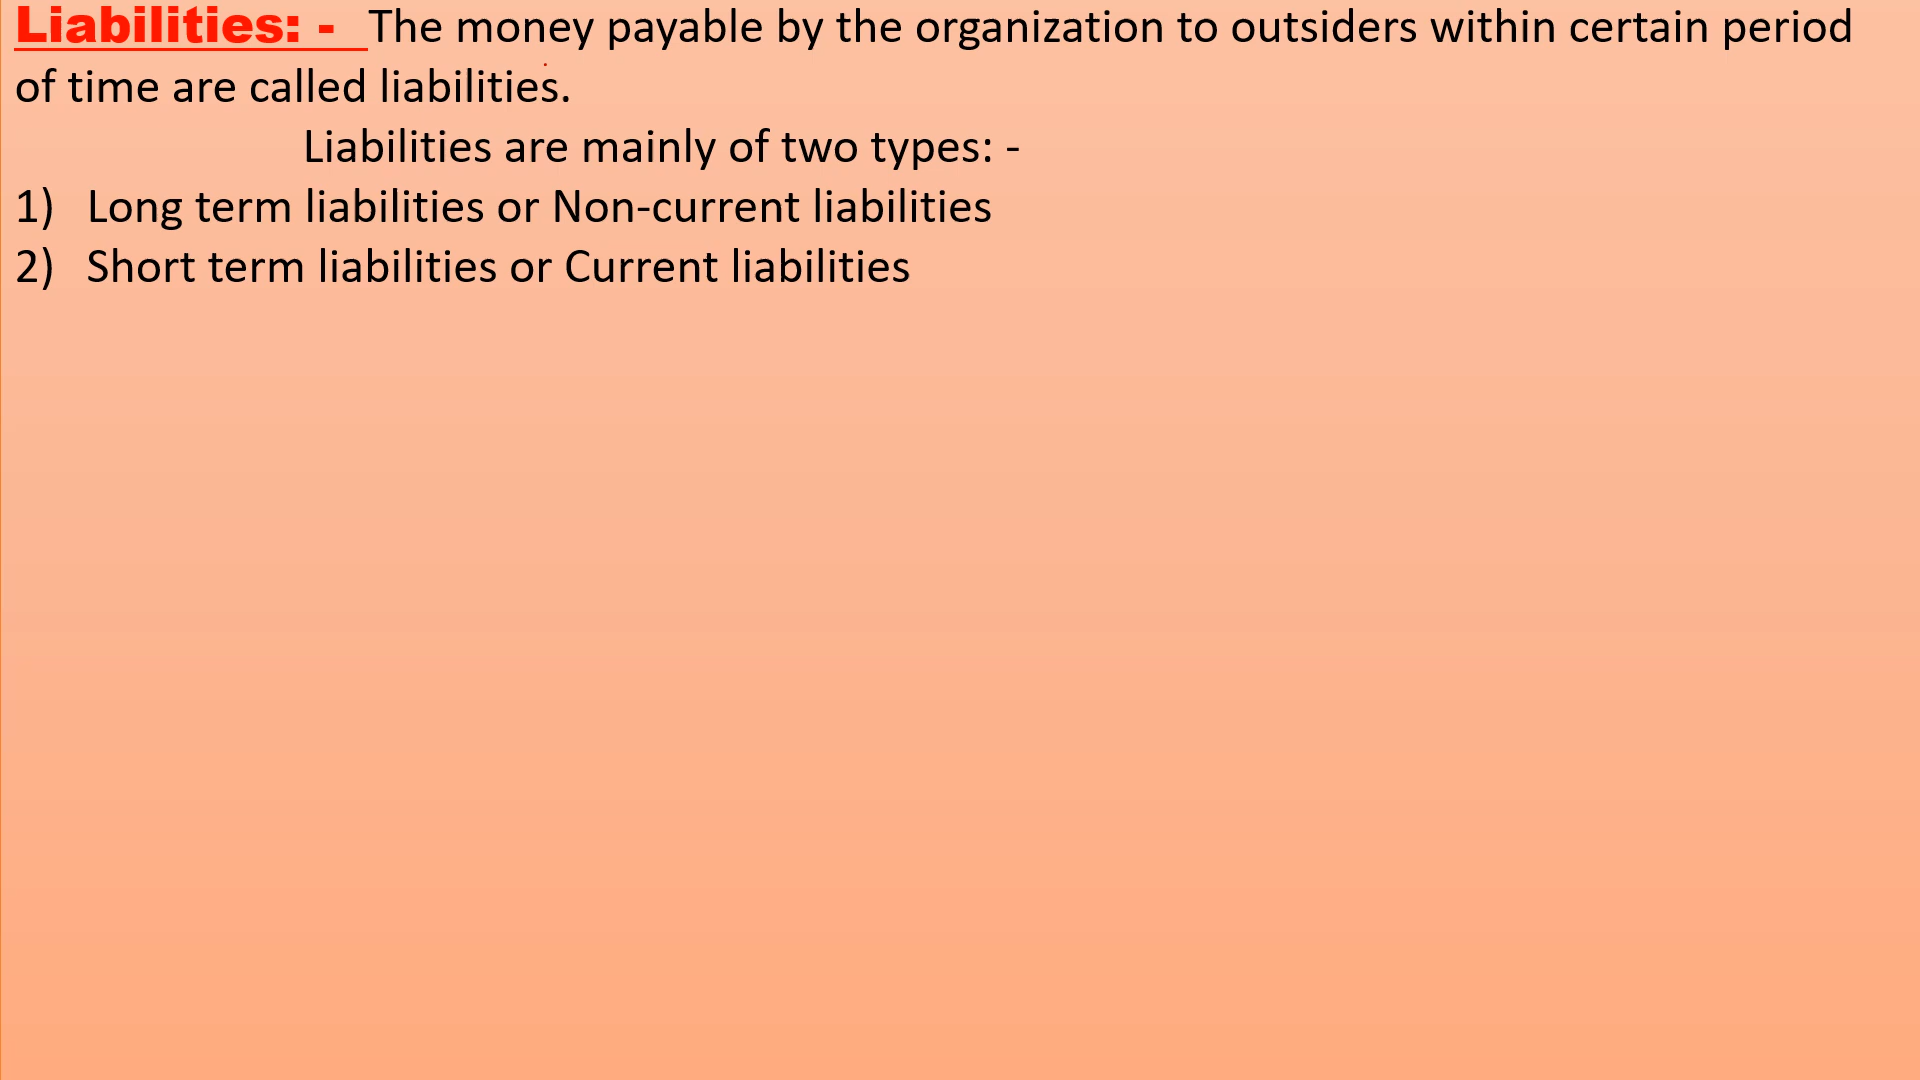 Liabilities: - The money payable by the organization to outsiders within certain period
of time are called liabilities.
Liabilities are mainly of two types: -
1) Long term liabilities or Non-current liabilities
2) Short term liabilities or Current liabilities